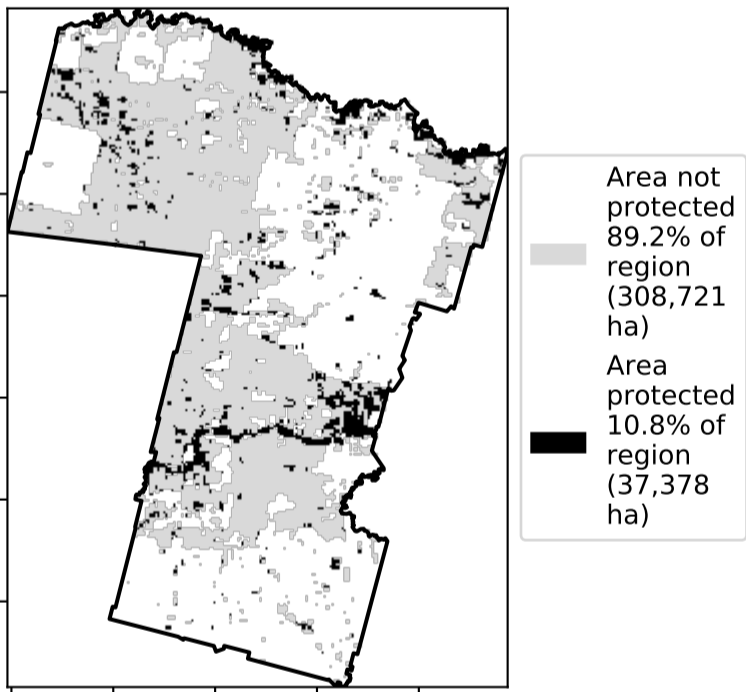 Area not
protected
89.2% of
region
(308,721
ha)
Area
protected
10.8% of
region
(37,378
ha)